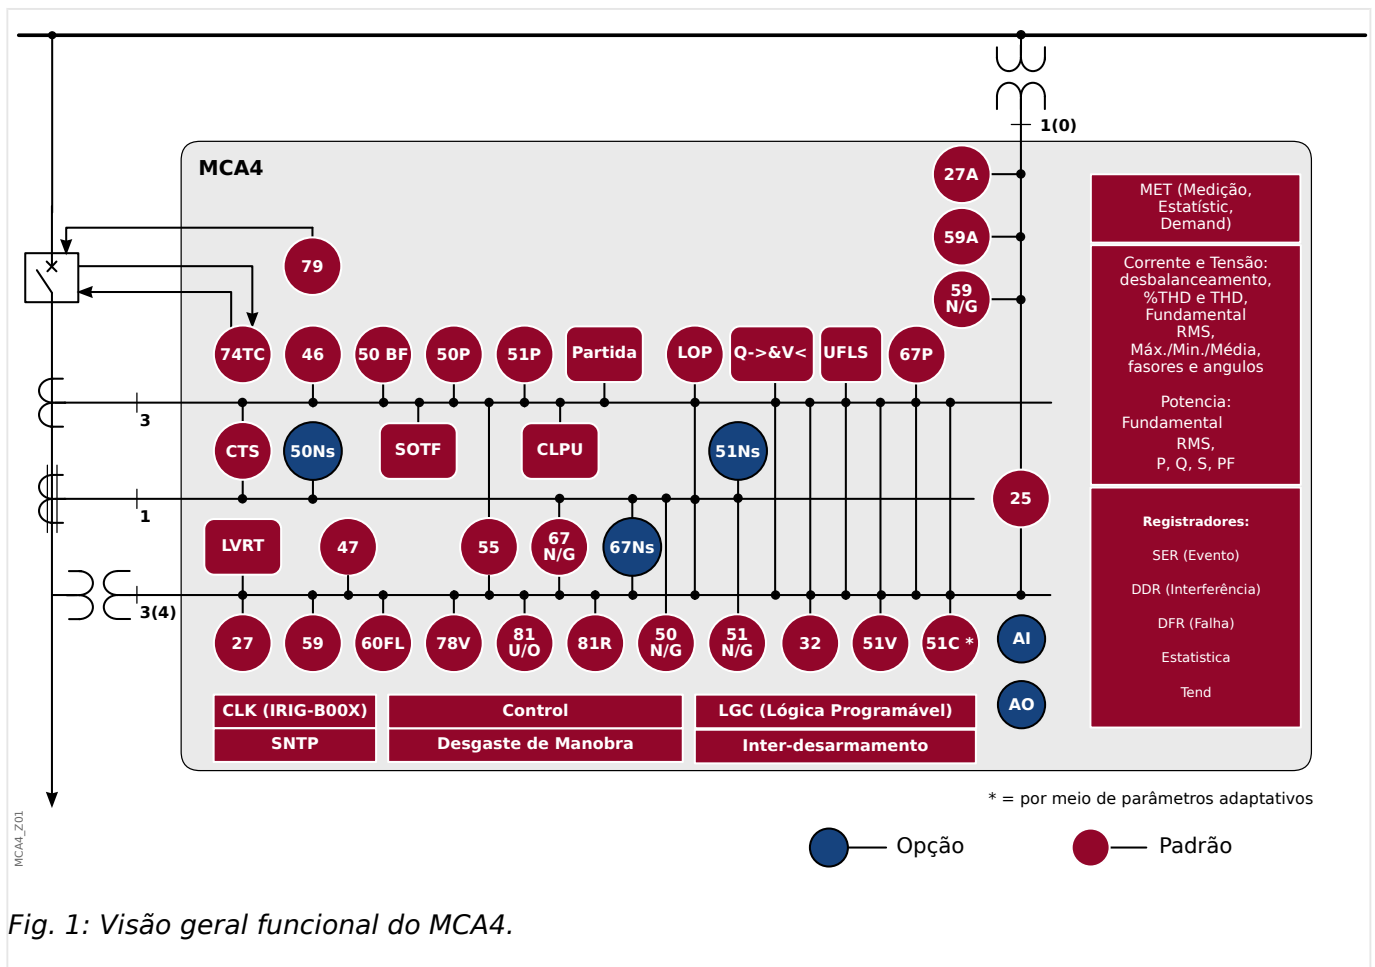 1(0)
MCA4
27A
59A
59
N/G
79
74TC
46
50 BF
50P
51P
Partida
LOP
Q->&V<
UFLS
67P
3
CTS
50Ns
SOTF
CLPU
51Ns
25
1
LVRT
47
55
67
N/G
67Ns
3(4)
27
59
60FL
78V
81
U/O
81R
50
N/G
51
N/G
32
51V
51C *
AI
AO
MET (Medição,
Estatístic,
Demand)
Corrente e Tensão:
desbalanceamento,
%THD e THD,
Fundamental
RMS,
Máx./Min./Média,
fasores e angulos
Potencia:
Fundamental
RMS,
P, Q, S, PF
Registradores:
SER (Evento)
DDR (Interferência)
DFR (Falha)
Estatistica
Tend
CLK (IRIG-B00X)
SNTP
Control
Desgaste de Manobra
LGC (Lógica Programável)
Inter-desarmamento
* = por meio de parâmetros adaptativos
Opção
Padrão
MCA4_Z01
Fig. 1: Visão geral funcional do MCA4.